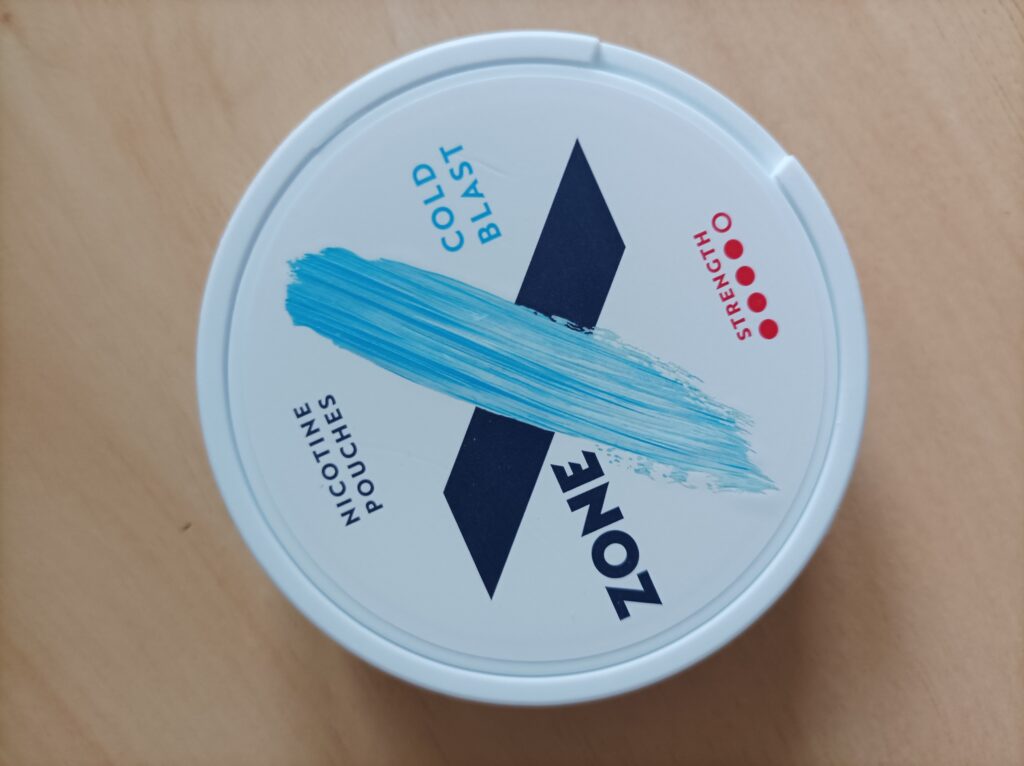 NICOTINE
POUCHES
COLD
BLAST
X
ZONE
STRENGTH